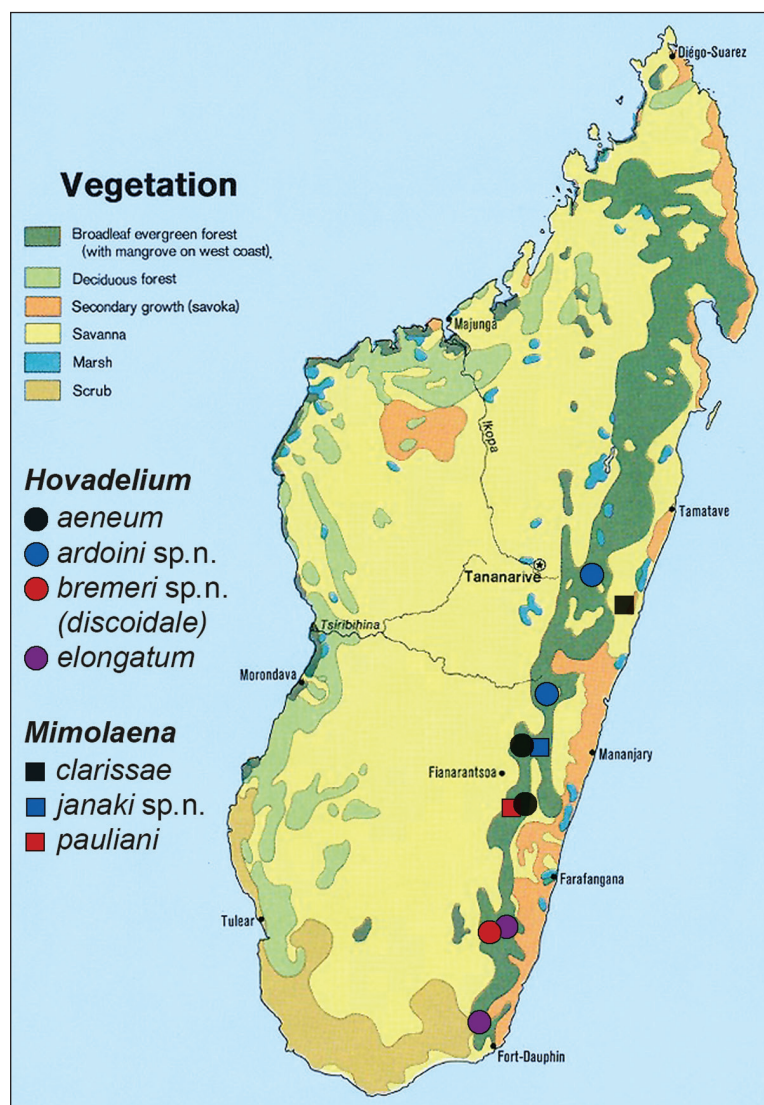 Vegetation
Broadleaf evergreen forest
(with mangrove on west coast).
Deciduous forest
Secondary growth (savoka)
Savanna
Marsh
Scrub
Hovadelium
aeneum
ardoini sp.n.
bremeri sp.n.
(discoidale)
elongatum
Mimolaena
clarissae
janaki sp.n.
pauliani
Diégo-Suarez
Majunga
Ikopa
Tamatave
Tananarive
Tsiribihina
Morondava
Mananjary
Fianarantsoa
Farafangana
Tulear
Fort-Dauphin